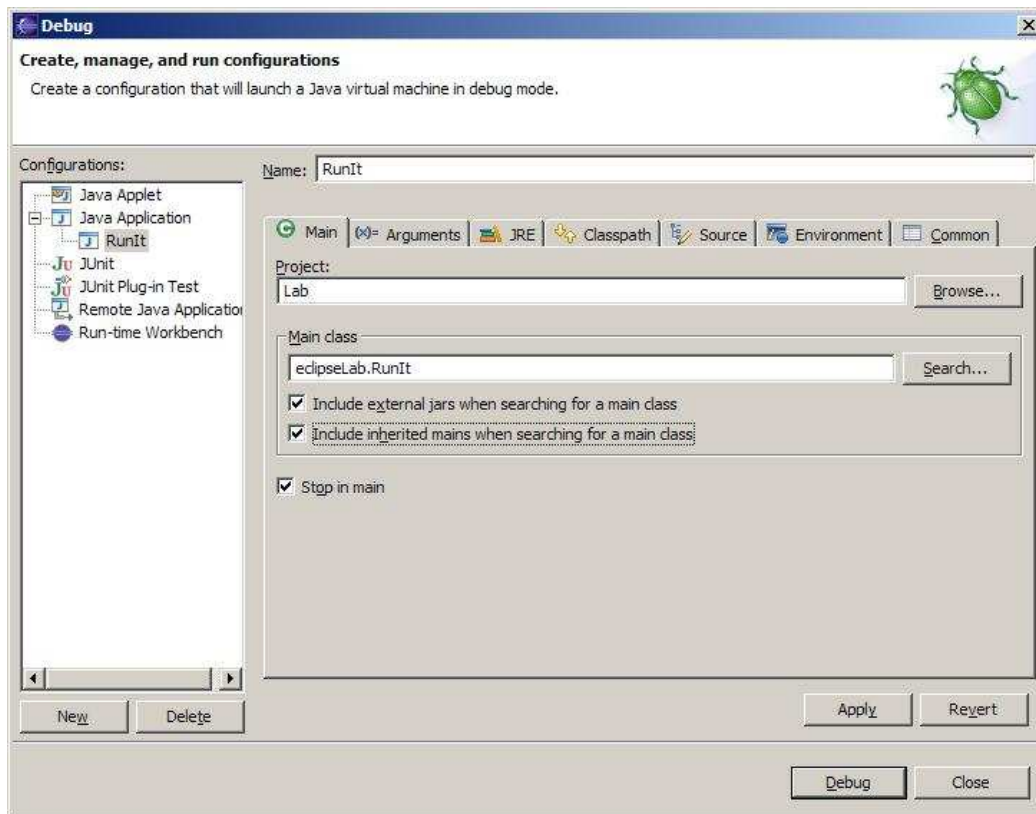 Debug
Create, manage, and run configurations
Create a configuration that will launch a Java virtual machine in debug mode.
Configurations:
Java Applet
Java Application
RunIt
JUnit
JUnit Plug-in Test
Remote Java Application
Run-time Workbench
New
Delete
Name: RunIt
Main (x)= Arguments JRE Classpath Source Environment Common
Project:
Lab
Browse...
Main class
eclipseLab.RunIt
Search...
Include external jars when searching for a main class
Include inherited mains when searching for a main class
Stop in main
Apply
Revert
Debug
Close